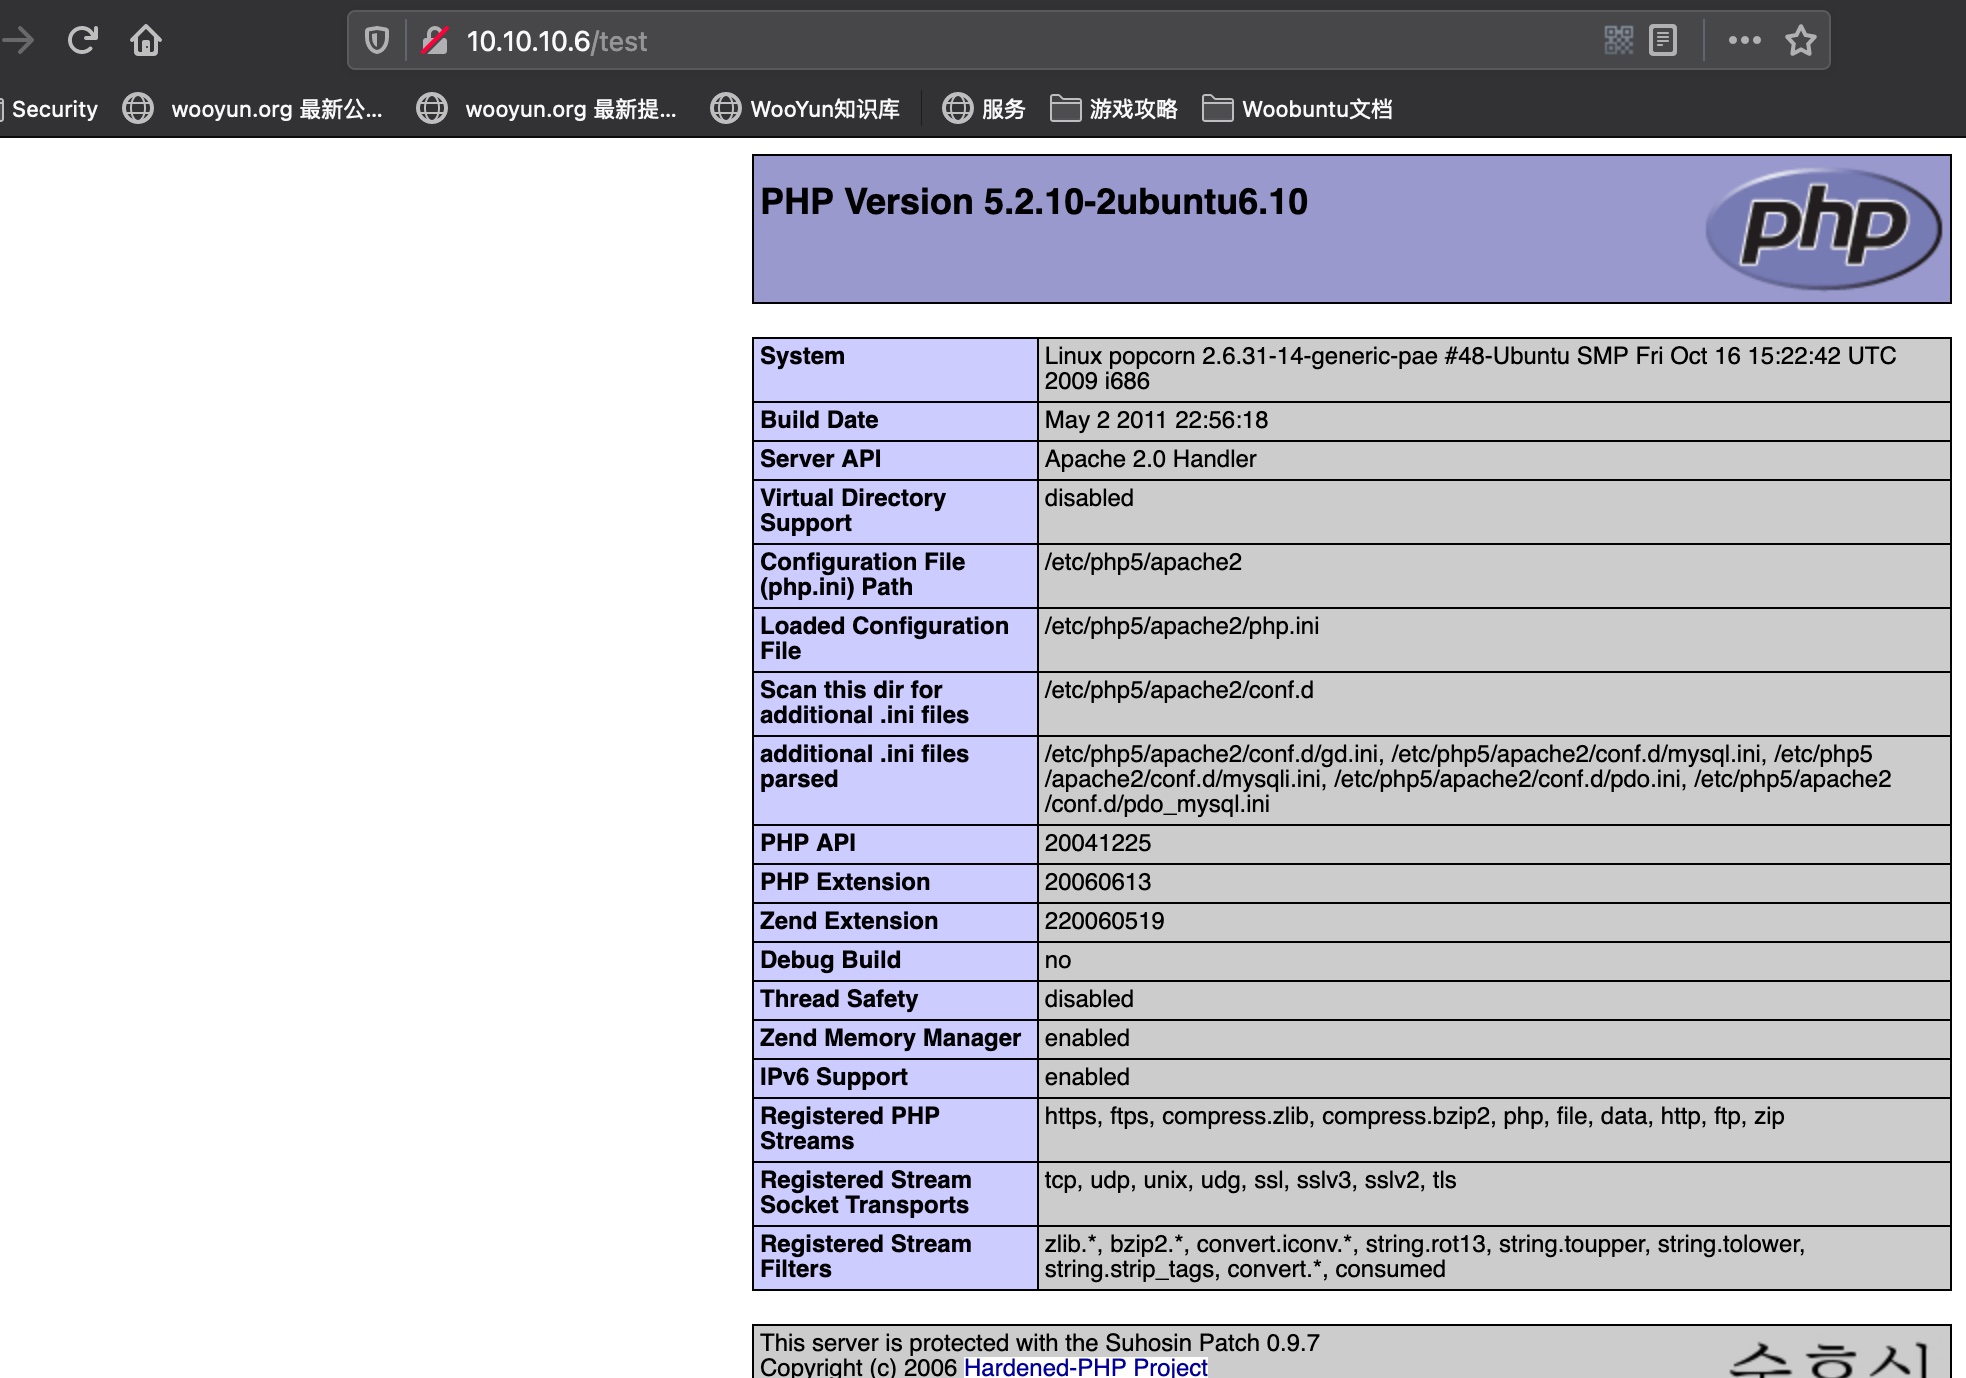 10.10.10.6/test
Security
wooyun.org 最新公...
wooyun.org 最新提...
WooYun知识库
服务
游戏攻略
Woobuntu文档
PHP Version 5.2.10-2ubuntu6.10
php
System
Linux popcorn 2.6.31-14-generic-pae #48-Ubuntu SMP Fri Oct 16 15:22:42 UTC
2009 i686
Build Date
May 2 2011 22:56:18
Server API
Apache 2.0 Handler
Virtual Directory
Support
disabled
Configuration File
(php.ini) Path
/etc/php5/apache2
Loaded Configuration
File
/etc/php5/apache2/php.ini
Scan this dir for
additional .ini files
/etc/php5/apache2/conf.d
additional .ini files
parsed
/etc/php5/apache2/conf.d/gd.ini, /etc/php5/apache2/conf.d/mysql.ini, /etc/php5
/apache2/conf.d/mysqli.ini, /etc/php5/apache2/conf.d/pdo.ini, /etc/php5/apache2
/conf.d/pdo_mysql.ini
PHP API
20041225
PHP Extension
20060613
Zend Extension
220060519
Debug Build
no
Thread Safety
disabled
Zend Memory Manager
enabled
IPv6 Support
enabled
Registered PHP
Streams
https, ftps, compress.zlib, compress.bzip2, php, file, data, http, ftp, zip
Registered Stream
Socket Transports
tcp, udp, unix, udg, ssl, sslv3, sslv2, tls
Registered Stream
Filters
zlib.*, bzip2.*, convert.iconv.*, string.rot13, string.toupper, string.tolower,
string.strip_tags, convert.*, consumed
This server is protected with the Suhosin Patch 0.9.7
Copyright (c) 2006 Hardened-PHP Project